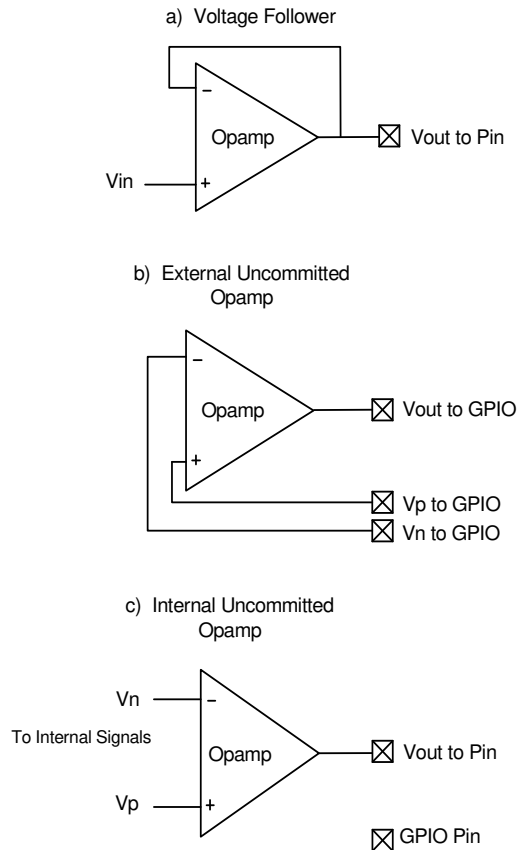 a) Voltage Follower
−
Opamp
Vout to Pin
Vin
+
b) External Uncommitted
Opamp
−
Opamp
Vout to GPIO
+
Vp to GPIO
Vn to GPIO
c) Internal Uncommitted
Opamp
Vn
−
To Internal Signals
Opamp
Vout to Pin
Vp
+
GPIO Pin